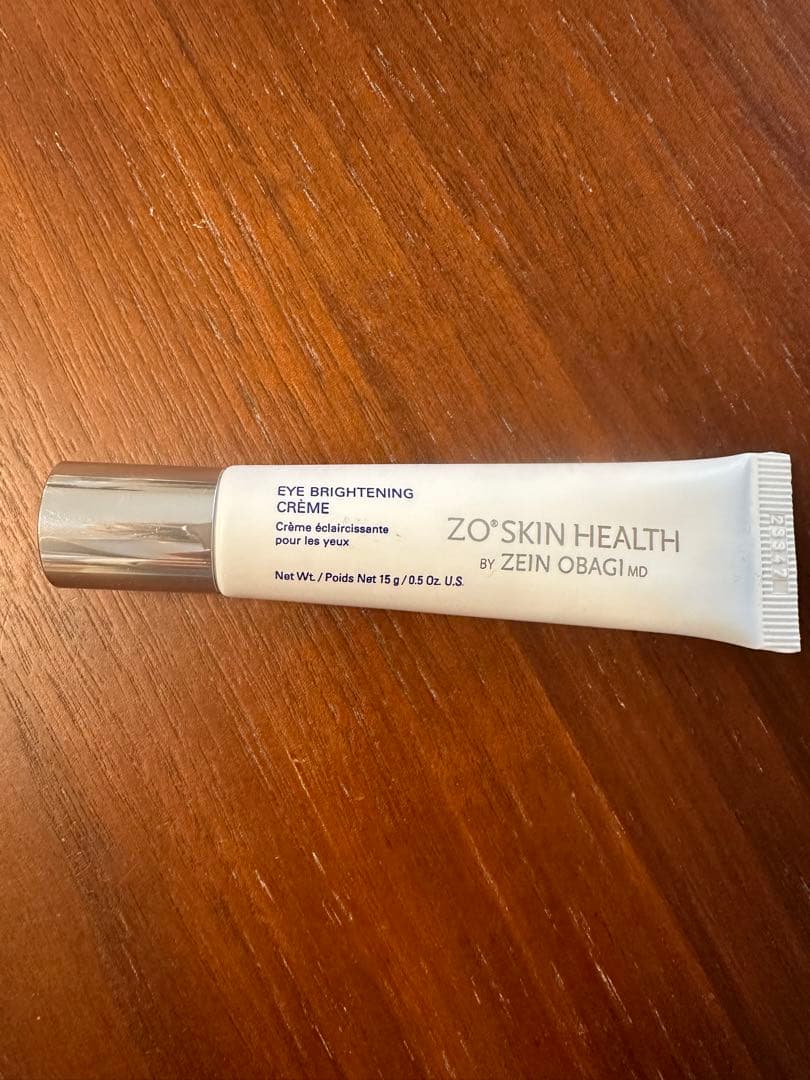 EYE BRIGHTENING
CRÈME
Crème éclaircissante
pour les yeux
Net Wt. / Poids Net 15 g / 0.5 Oz. U.S.
ZO® SKIN HEALTH
BY ZEIN OBAGI MD